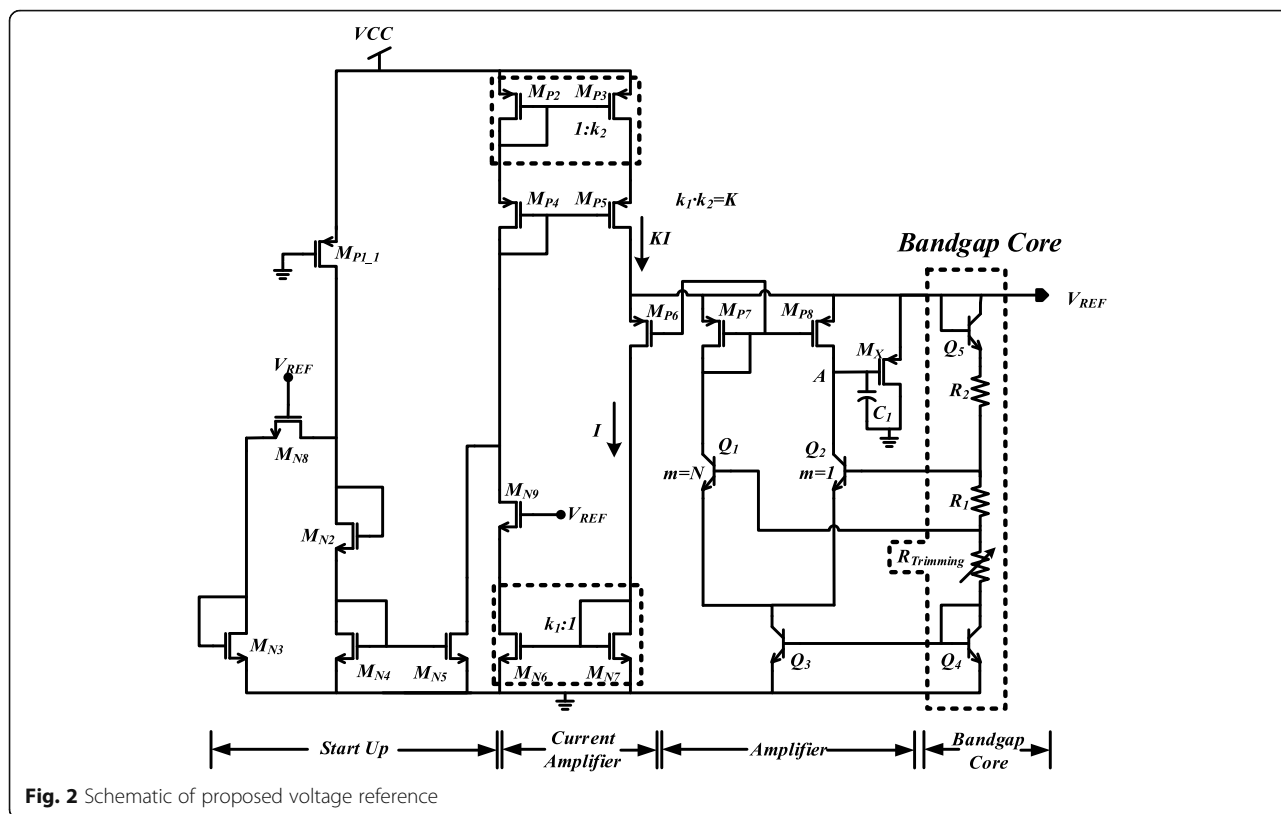 VCC
M_P2
M_P3
1:k_2
M_P4
M_P5
k_1·k_2=K
KI
Bandgap Core
M_P1_1
V_REF
M_P6
M_P7
M_P8
M_X
Q_5
V_REF
A
C_1
R_2
I
M_N8
Q_1
Q_2
m=N
m=1
R_1
M_N9
V_REF
M_N2
R_Trimming
k_1:1
M_N3
M_N4
M_N5
M_N6
M_N7
Q_3
Q_4
Start Up
Current Amplifier
Amplifier
Bandgap Core
Fig. 2 Schematic of proposed voltage reference